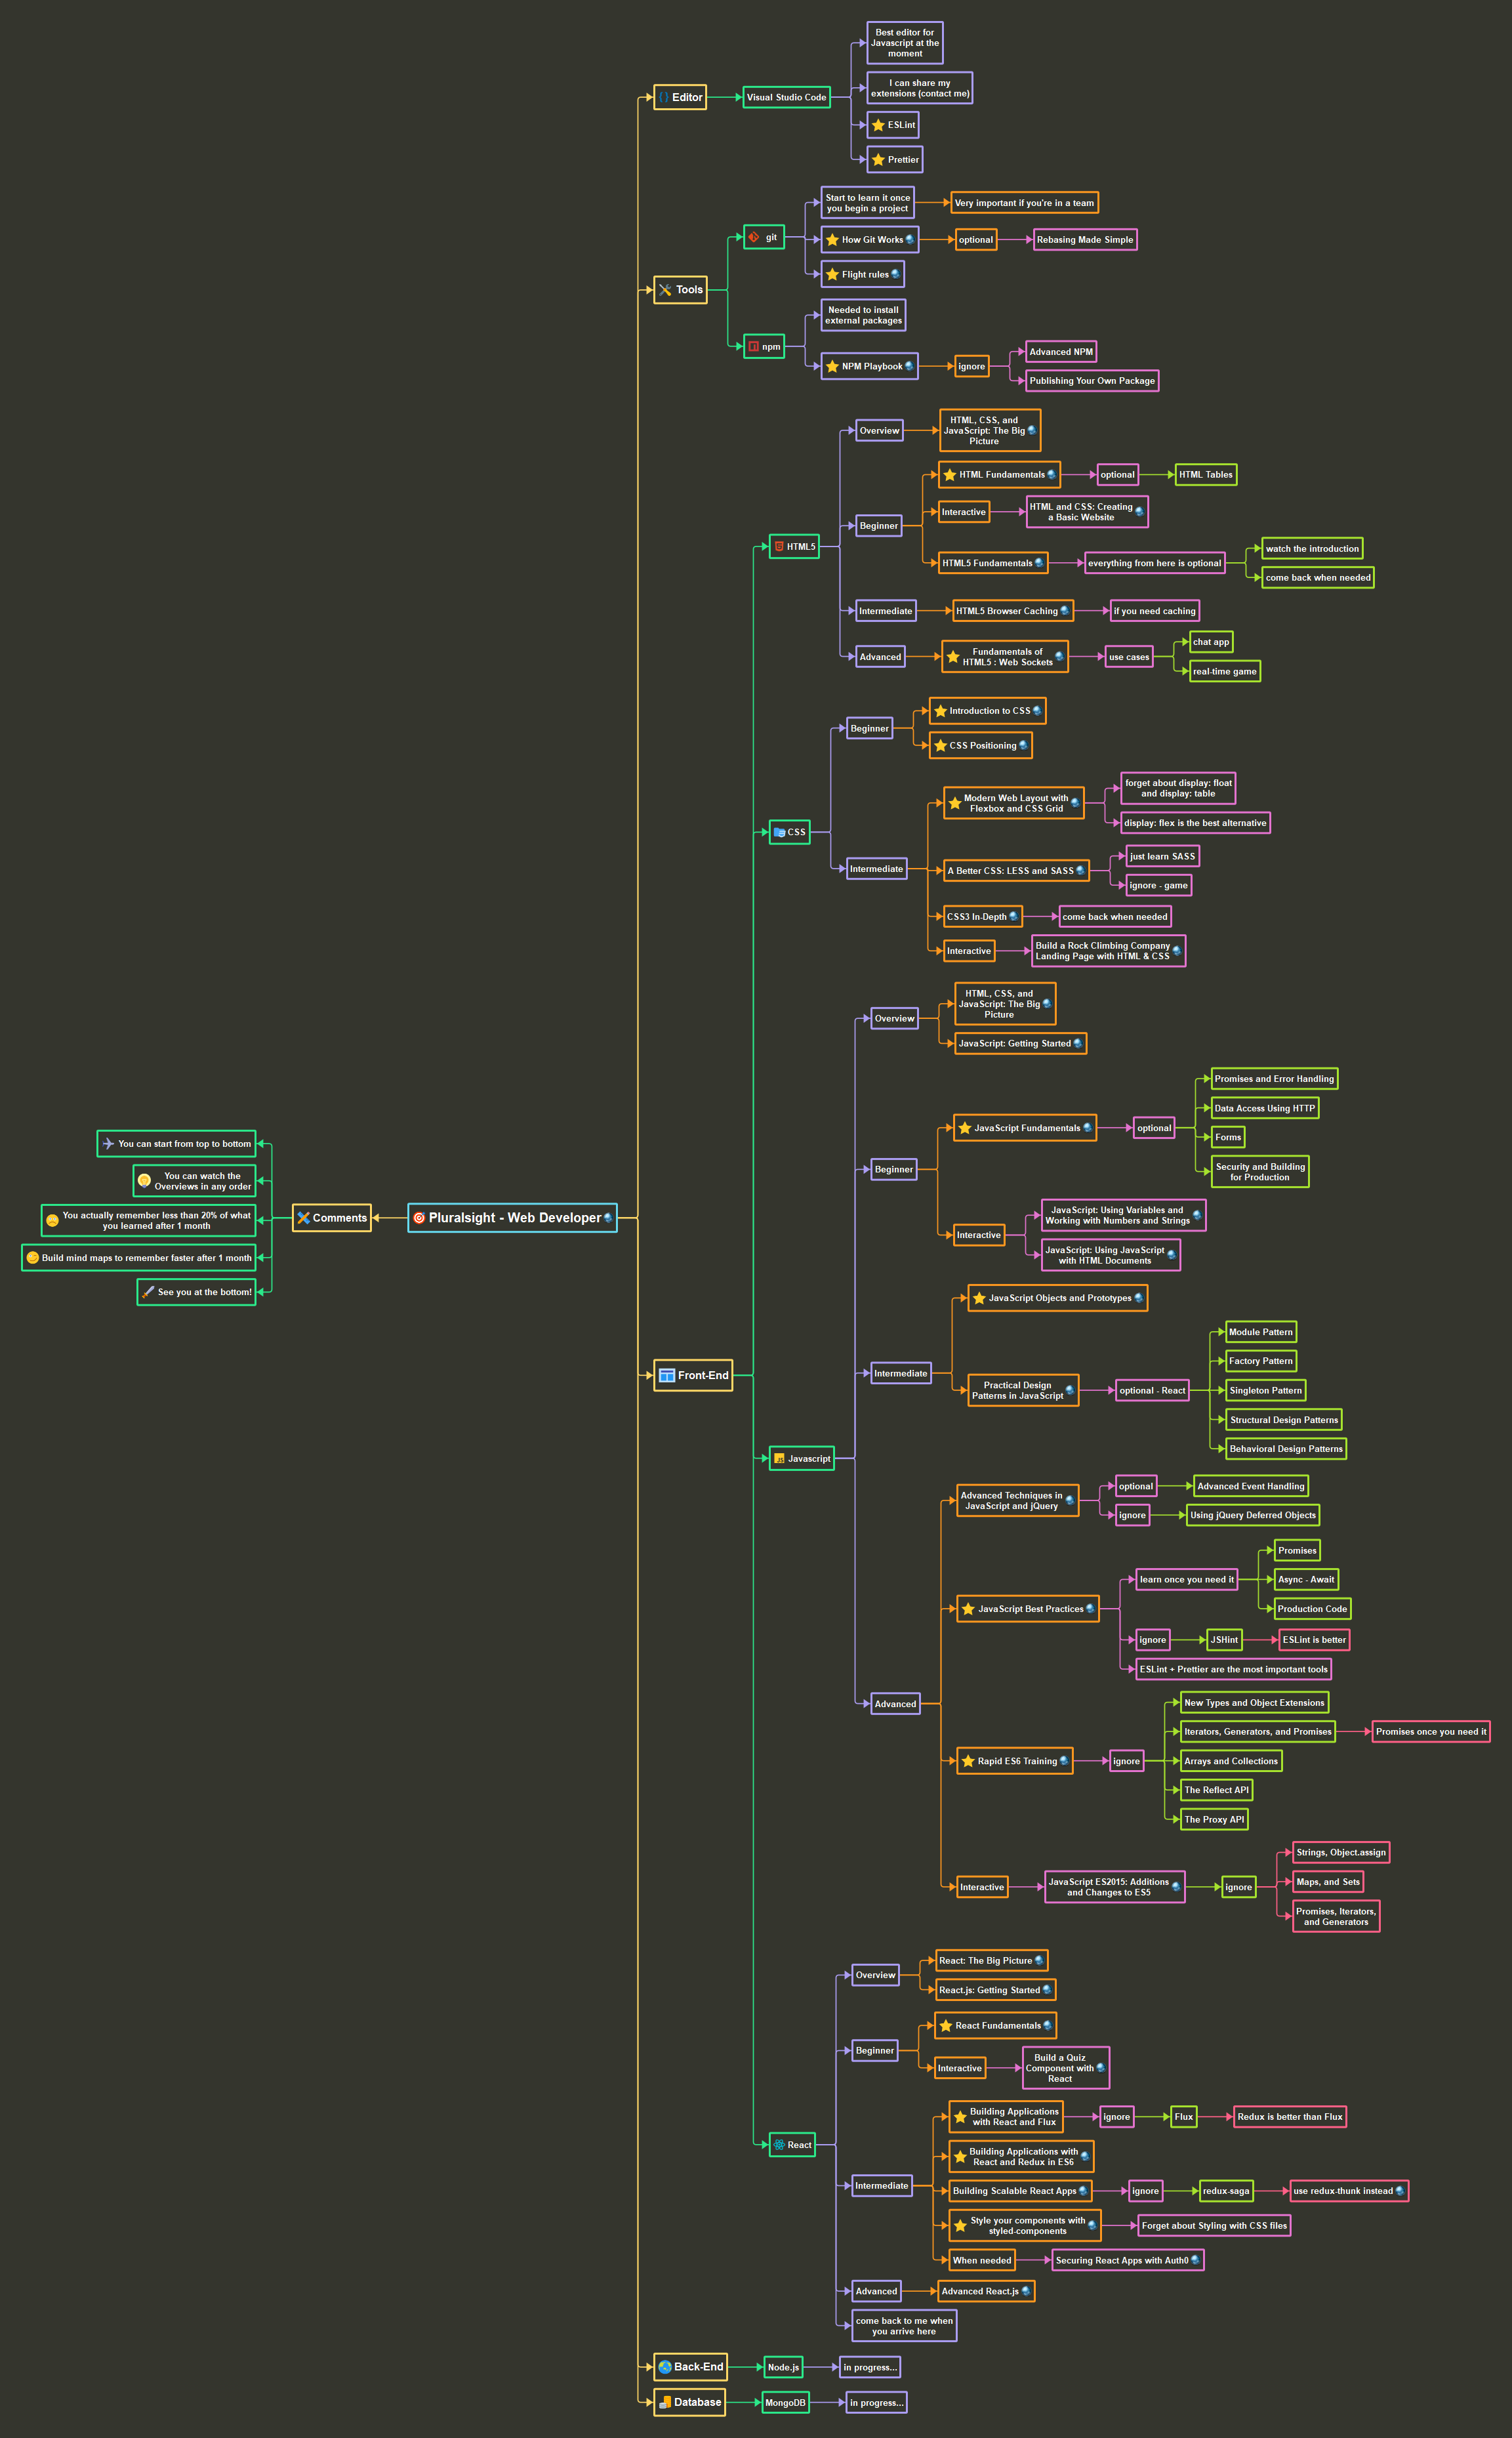 Best editor for
Javascript at the
moment
I can share my
extensions (contact me)
Editor
Visual Studio Code
ESLint
Prettier
Start to learn it once
you begin a project
Very important if you're in a team
git
How Git Works
optional
Rebasing Made Simple
Flight rules
Tools
Needed to install
external packages
npm
NPM Playbook
ignore
Advanced NPM
Publishing Your Own Package
Overview
HTML, CSS, and
JavaScript: The Big
Picture
HTML Fundamentals
optional
HTML Tables
Beginner
Interactive
HTML and CSS: Creating
a Basic Website
HTML5
HTML5 Fundamentals
everything from here is optional
watch the introduction
come back when needed
Intermediate
HTML5 Browser Caching
if you need caching
Advanced
Fundamentals of
HTML5 : Web Sockets
use cases
chat app
real-time game
Beginner
Introduction to CSS
CSS Positioning
CSS
Modern Web Layout with
Flexbox and CSS Grid
forget about display: float
and display: table
display: flex is the best alternative
Intermediate
A Better CSS: LESS and SASS
just learn SASS
ignore - game
CSS3 In-Depth
come back when needed
Interactive
Build a Rock Climbing Company
Landing Page with HTML & CSS
Overview
HTML, CSS, and
JavaScript: The Big
Picture
JavaScript: Getting Started
Beginner
JavaScript Fundamentals
optional
Promises and Error Handling
Data Access Using HTTP
Forms
Security and Building
for Production
Interactive
JavaScript: Using Variables and
Working with Numbers and Strings
JavaScript: Using JavaScript
with HTML Documents
You can start from top to bottom
You can watch the
Overviews in any order
You actually remember less than 20% of what
you learned after 1 month
Build mind maps to remember faster after 1 month
See you at the bottom!
Comments
Pluralsight - Web Developer
Front-End
Intermediate
JavaScript Objects and Prototypes
Practical Design
Patterns in JavaScript
optional - React
Module Pattern
Factory Pattern
Singleton Pattern
Structural Design Patterns
Behavioral Design Patterns
Javascript
Advanced Techniques in
JavaScript and jQuery
optional
Advanced Event Handling
ignore
Using jQuery Deferred Objects
JavaScript Best Practices
learn once you need it
Promises
Async - Await
Production Code
ignore
JSHint
ESLint is better
ESLint + Prettier are the most important tools
Advanced
Rapid ES6 Training
ignore
New Types and Object Extensions
Iterators, Generators, and Promises
Promises once you need it
Arrays and Collections
The Reflect API
The Proxy API
Interactive
JavaScript ES2015: Additions
and Changes to ES5
ignore
Strings, Object.assign
Maps, and Sets
Promises, Iterators,
and Generators
Overview
React: The Big Picture
React.js: Getting Started
Beginner
React Fundamentals
Interactive
Build a Quiz
Component with
React
React
Intermediate
Building Applications
with React and Flux
ignore
Flux
Redux is better than Flux
Building Applications with
React and Redux in ES6
Building Scalable React Apps
ignore
redux-saga
use redux-thunk instead
Style your components with
styled-components
Forget about Styling with CSS files
When needed
Securing React Apps with Auth0
Advanced
Advanced React.js
come back to me when
you arrive here
Back-End
Node.js
in progress...
Database
MongoDB
in progress...